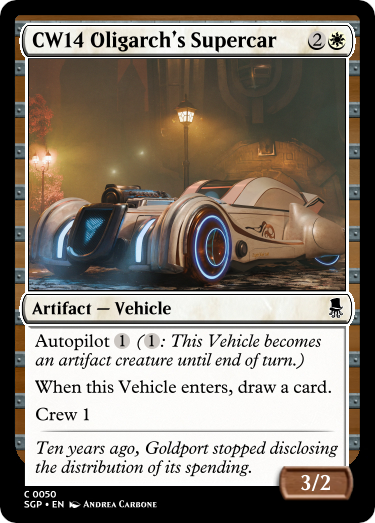 CW14 Oligarch's Supercar 2
Artifact — Vehicle
Autopilot 1 (1: This Vehicle becomes
an artifact creature until end of turn.)
When this Vehicle enters, draw a card.
Crew 1
Ten years ago, Goldport stopped disclosing
the distribution of its spending.
3/2
C 0050
SGP • EN Andrea Carbone